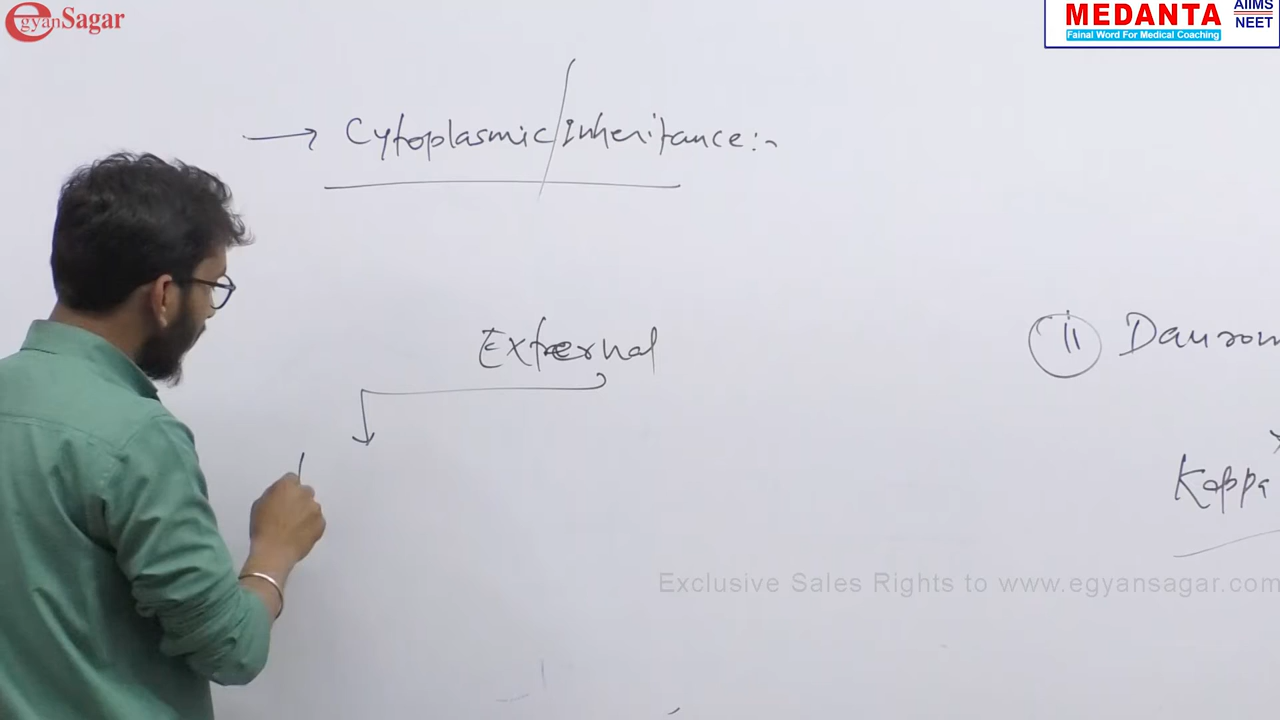 egyanSagar
MEDANTA
AIIMS
NEET
Fainal Word For Medical Coaching
→ Cytoplasmic/Inheritance:-
External
ii
Kappa
Exclusive Sales Rights to www.egyansagar.com